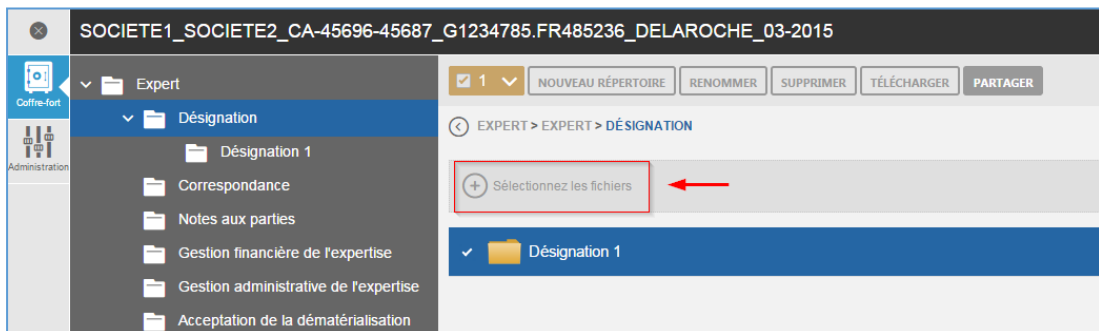 SOCIETE1_SOCIETE2_CA-45696-45687_G1234785.FR485236_DELAROCHE_03-2015
Coffre-fort
Administration
Expert
Désignation
Désignation 1
Correspondance
Notes aux parties
Gestion financière de l'expertise
Gestion administrative de l'expertise
Acceptation de la dématérialisation
1 NOUVEAU RÉPERTOIRE RENOMMER SUPPRIMER TÉLÉCHARGER PARTAGER
EXPERT > EXPERT > DÉSIGNATION
Sélectionnez les fichiers
Désignation 1